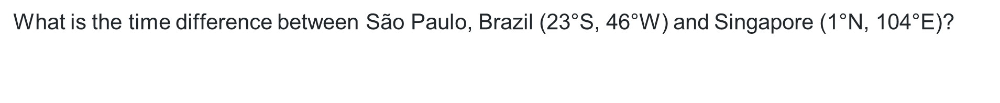 What is the time difference between São Paulo, Brazil (23°S, 46°W) and Singapore (1°N, 104°E)?